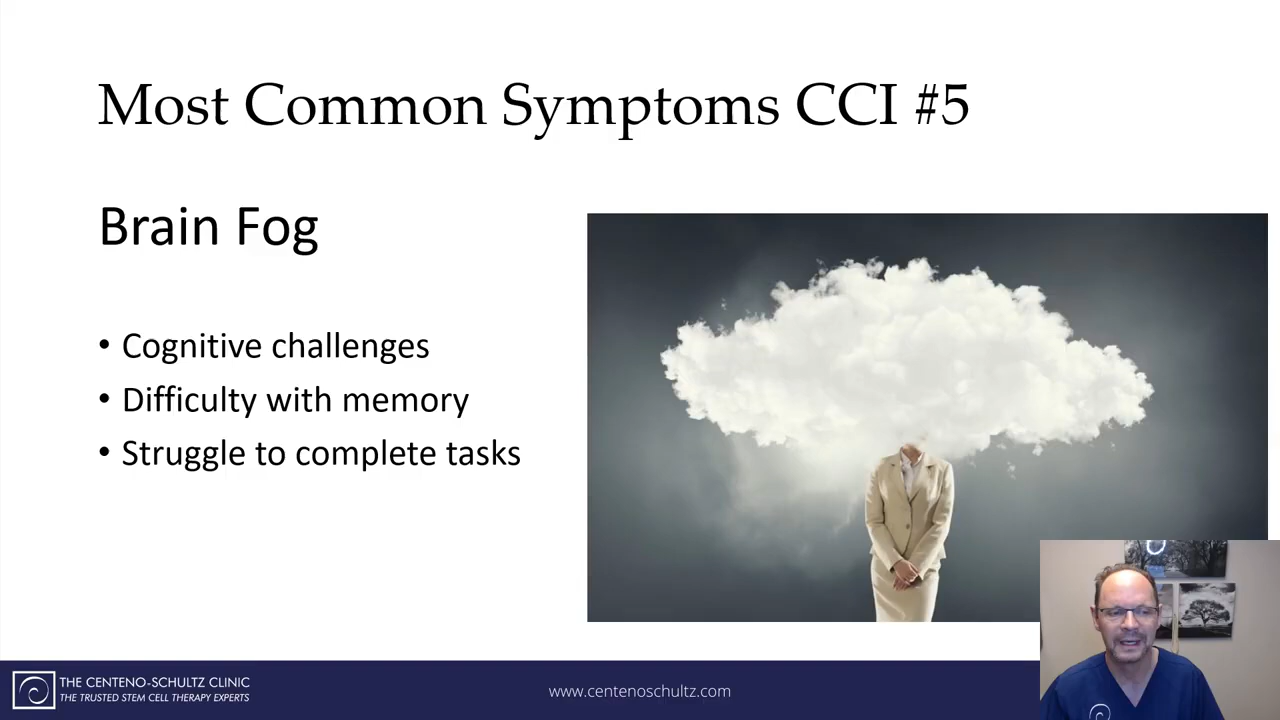 Most Common Symptoms CCI #5
Brain Fog
• Cognitive challenges
• Difficulty with memory
• Struggle to complete tasks
THE CENTENO-SCHULTZ CLINIC
THE TRUSTED STEM CELL THERAPY EXPERTS
www.centenoschultz.com